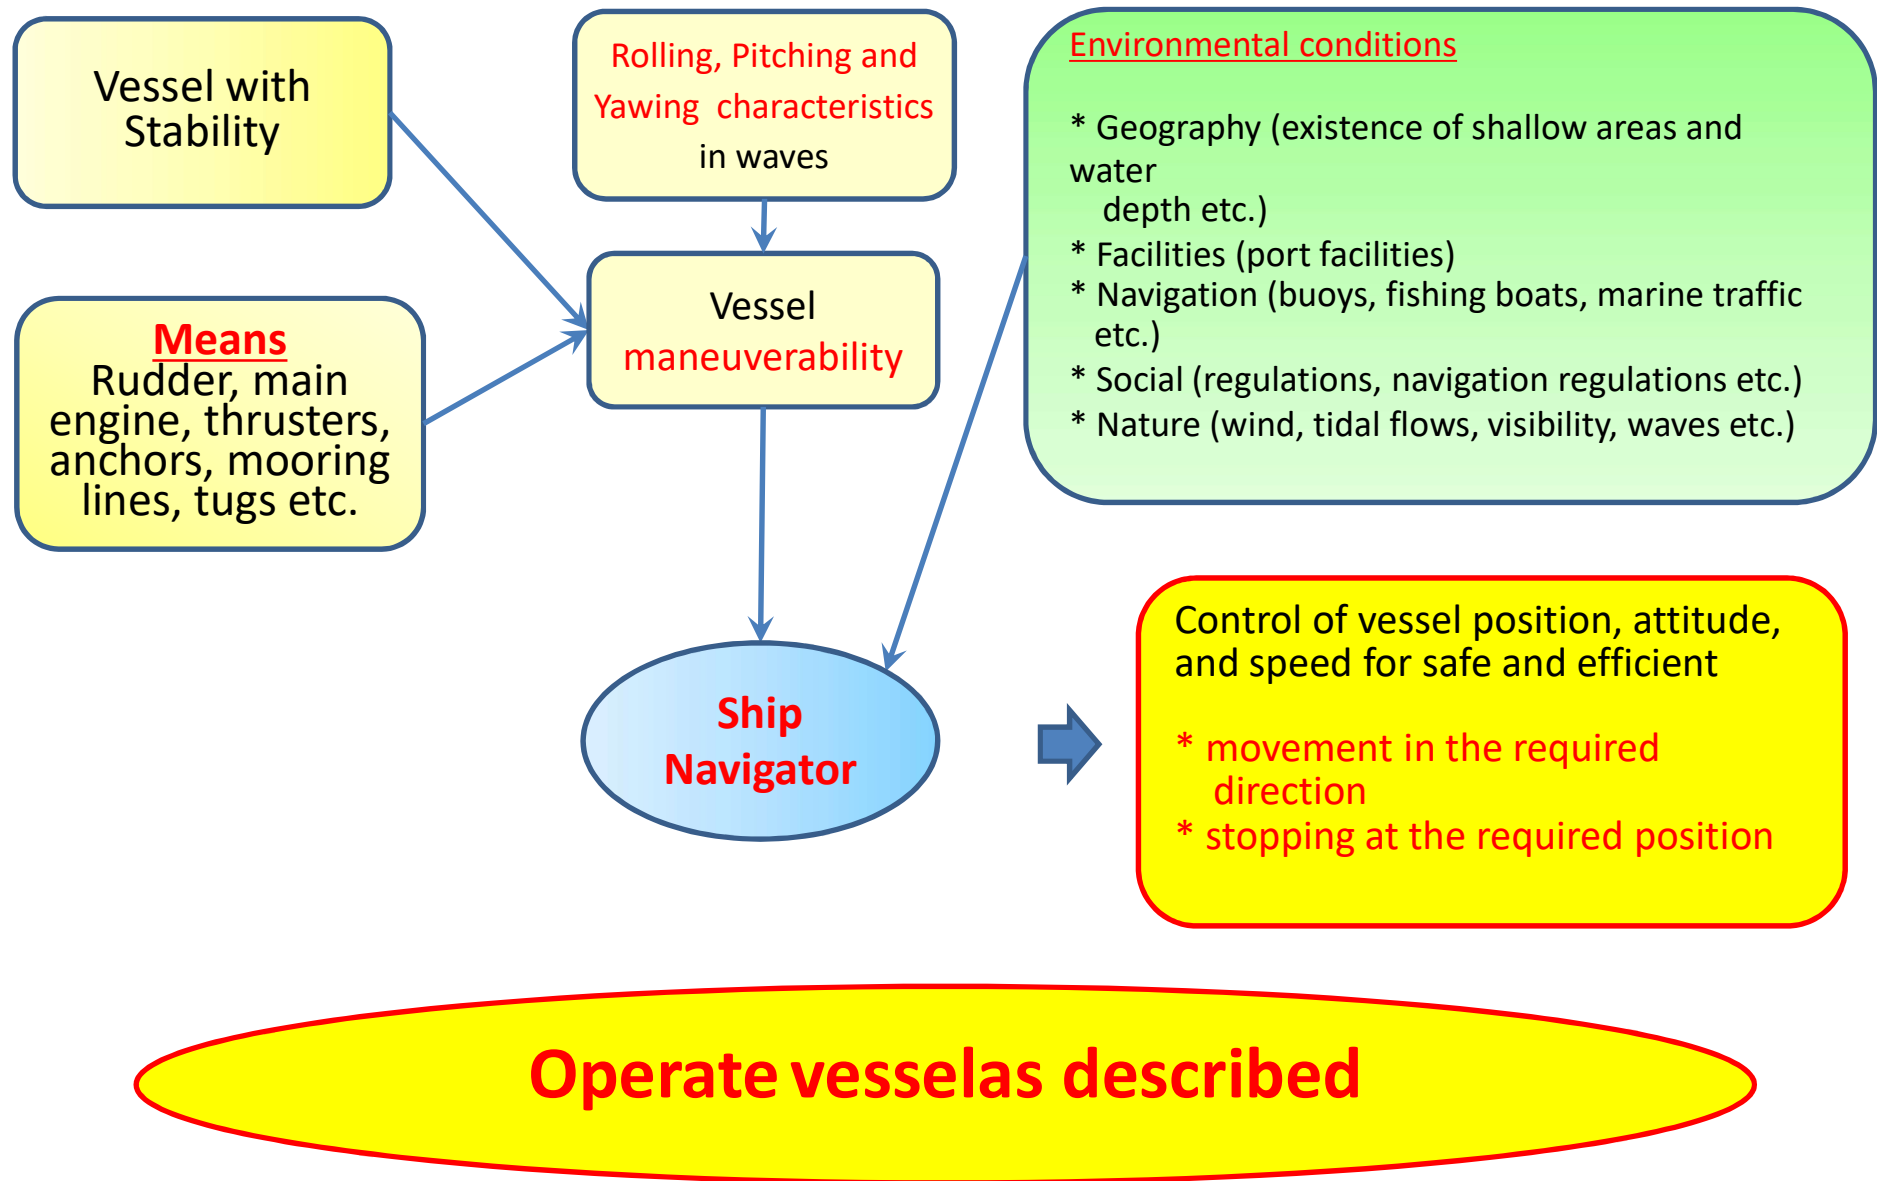 Vessel with
Stability
Rolling, Pitching and
Yawing characteristics
in waves
Environmental conditions
* Geography (existence of shallow areas and
water
depth etc.)
* Facilities (port facilities)
* Navigation (buoys, fishing boats, marine traffic
etc.)
* Social (regulations, navigation regulations etc.)
* Nature (wind, tidal flows, visibility, waves etc.)
Means
Rudder, main
engine, thrusters,
anchors, mooring
lines, tugs etc.
Vessel
maneuverability
Ship
Navigator
Control of vessel position, attitude,
and speed for safe and efficient
* movement in the required
direction
* stopping at the required position
Operate vesselas described